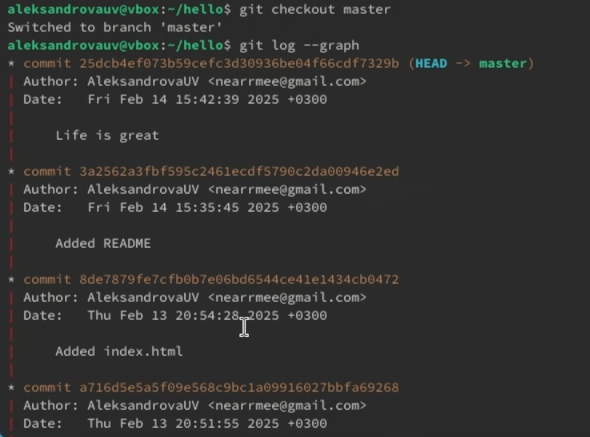 aleksandrovauv@vbox:~/hello$ git checkout master
Switched to branch 'master'
aleksandrovauv@vbox:~/hello$ git log --graph
* commit 25dcb4ef073b59cefc3d30936be04f66cdf7329b (HEAD -> master)
| Author: AleksandrovaUV <nearrmee@gmail.com>
| Date:   Fri Feb 14 15:42:39 2025 +0300
|
|     Life is great
|
* commit 3a2562a3fbf595c2461ecdf5790c2da00946e2ed
| Author: AleksandrovaUV <nearrmee@gmail.com>
| Date:   Fri Feb 14 15:35:45 2025 +0300
|
|     Added README
|
* commit 8de7879fe7cfb0b7e06bd6544ce41e1434cb0472
| Author: AleksandrovaUV <nearrmee@gmail.com>
| Date:   Thu Feb 13 20:54:28 2025 +0300
|
|     Added index.html
|
* commit a716d5e5a5f09e568c9bc1a09916027bbfa69268
| Author: AleksandrovaUV <nearrmee@gmail.com>
| Date:   Thu Feb 13 20:51:55 2025 +0300